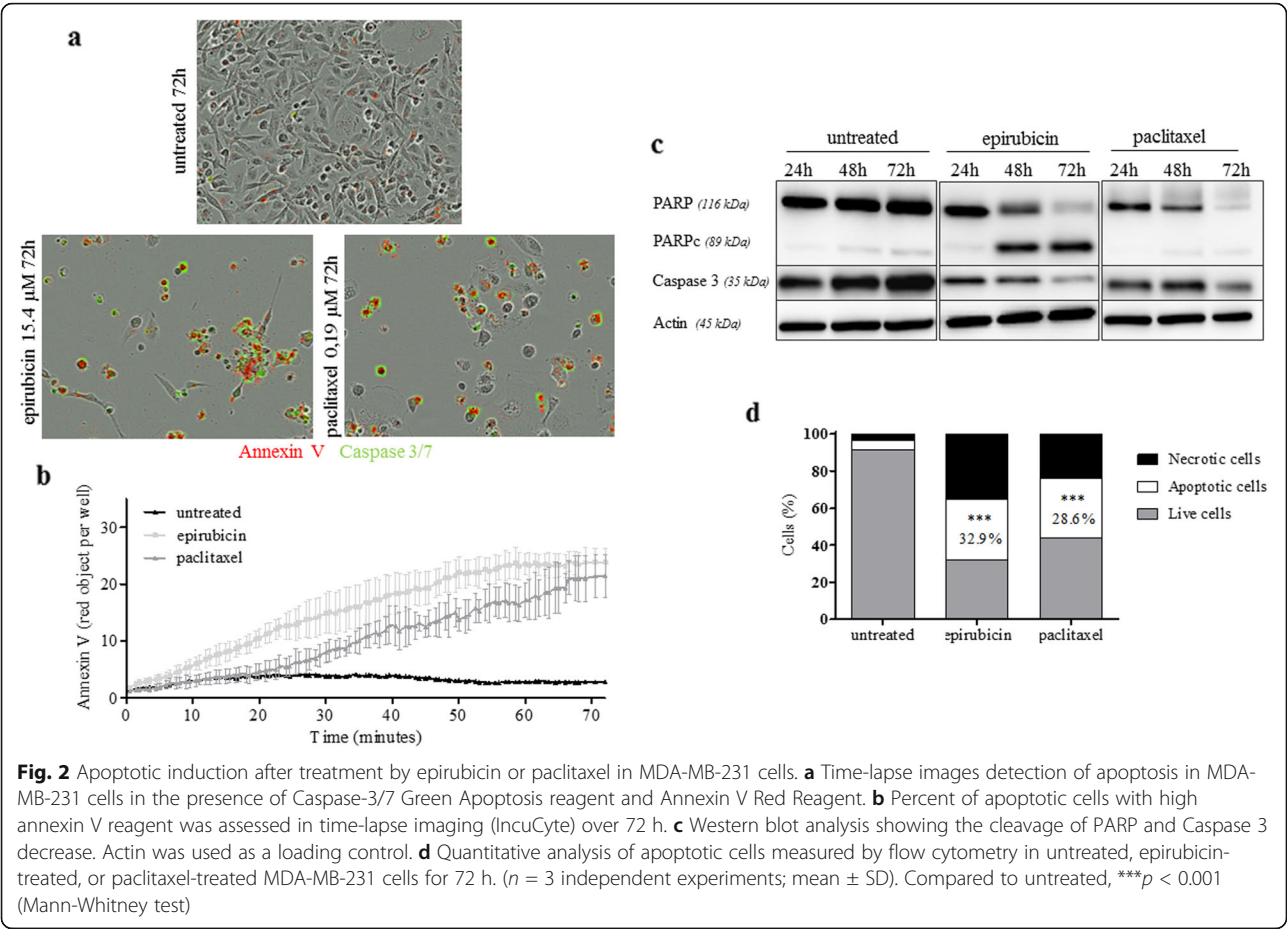 a
untreated 72h
epirubicin 15.4 µM 72h
paclitaxel 0,19 µM 72h
Annexin V Caspase 3/7
b
Annexin V (red object per well)
30
20
10
0
untreated
epirubicin
paclitaxel
0 10 20 30 40 50 60 70
Time (minutes)
c
untreated epirubicin paclitaxel
24h 48h 72h 24h 48h 72h 24h 48h 72h
PARP (116 kDa)
PARPc (89 kDa)
Caspase 3 (35 kDa)
Actin (45 kDa)
d
Cells (%)
100
80
60
40
20
0
*** 32.9%
*** 28.6%
untreated epirubicin paclitaxel
Necrotic cells
Apoptotic cells
Live cells
Fig. 2 Apoptotic induction after treatment by epirubicin or paclitaxel in MDA-MB-231 cells. a Time-lapse images detection of apoptosis in MDA-
MB-231 cells in the presence of Caspase-3/7 Green Apoptosis reagent and Annexin V Red Reagent. b Percent of apoptotic cells with high
annexin V reagent was assessed in time-lapse imaging (IncuCyte) over 72 h. c Western blot analysis showing the cleavage of PARP and Caspase 3
decrease. Actin was used as a loading control. d Quantitative analysis of apoptotic cells measured by flow cytometry in untreated, epirubicin-
treated, or paclitaxel-treated MDA-MB-231 cells for 72 h. (n = 3 independent experiments; mean ± SD). Compared to untreated, ***p < 0.001
(Mann-Whitney test)